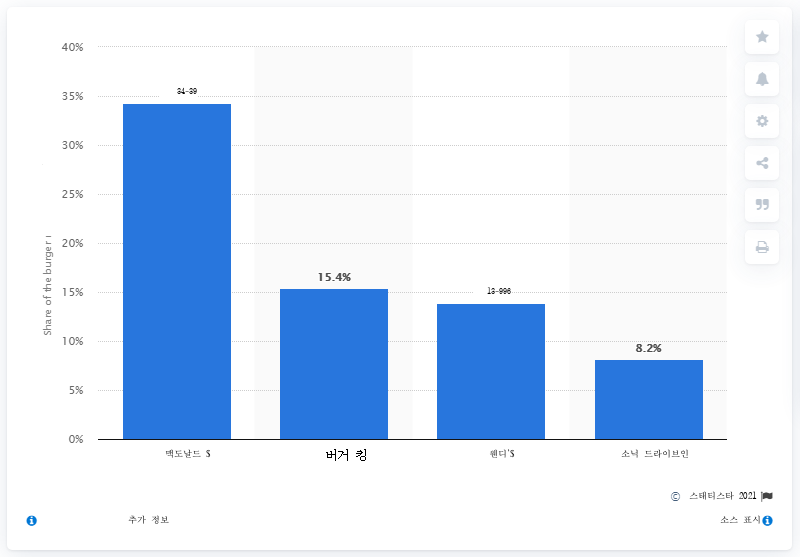 40%
34-39
35%
30%
25%
20%
15.4%
13-996
15%
10%
8.2%
5%
0%
Share of the burger
맥도날드 $
버거 킹
웬디'$
소닉 드라이브인
© 스태티스타 2021
추가 정보
소스 표시